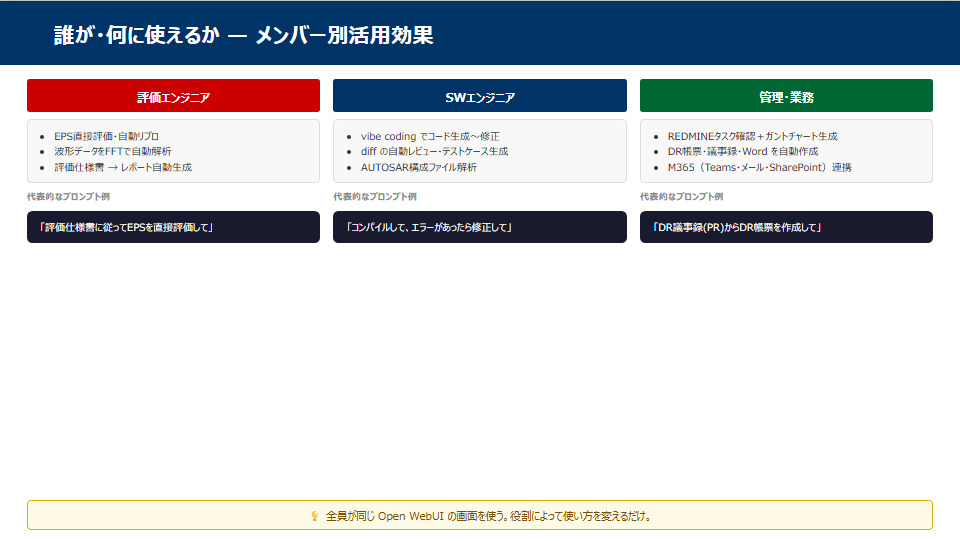 誰が・何に使えるか — メンバー別活用効果
評価エンジニア
• EPS直接評価・自動リプロ
• 波形データをFFTで自動解析
• 評価仕様書 → レポート自動生成
代表的なプロンプト例
「評価仕様書に従ってEPSを直接評価して」
SWエンジニア
• vibe coding でコード生成～修正
• diff の自動レビュー・テストケース生成
• AUTOSAR構成ファイル解析
代表的なプロンプト例
「コンパイルして、エラーがあったら修正して」
管理・業務
• REDMINEタスク確認＋ガントチャート生成
• DR帳票・議事録・Word を自動作成
• M365（Teams・メール・SharePoint）連携
代表的なプロンプト例
「DR議事録(PR)からDR帳票を作成して」
💡 全員が同じ Open WebUI の画面を使う。役割によって使い方を変えるだけ。